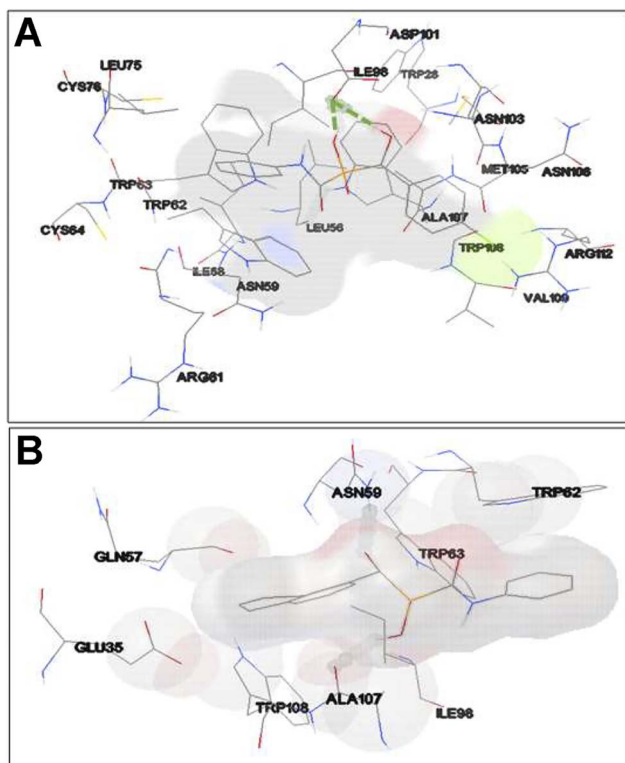 A
ASP101
LEU75
ILE98
TRP28
CYS76
ASN103
MET105
ASN106
TRP63
TRP62
ALA107
CYS64
LEU56
TRP108
ARG112
ILE58
ASN59
VAL109
ARG61
B
ASN59
TRP62
GLN57
TRP63
GLU35
TRP108
ALA107
ILE98